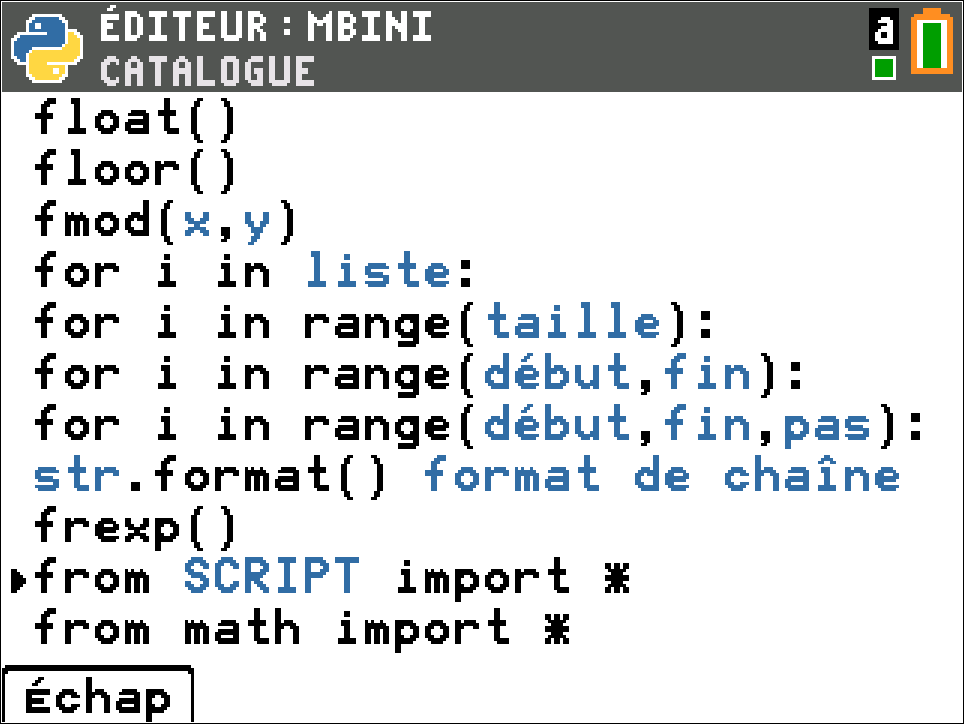 ÉDITEUR : MBINI
CATALOGUE
a
float()
floor()
fmod(x,y)
for i in liste:
for i in range(taille):
for i in range(début,fin):
for i in range(début,fin,pas):
str.format() format de chaîne
frexp()
from SCRIPT import *
from math import *
Échap